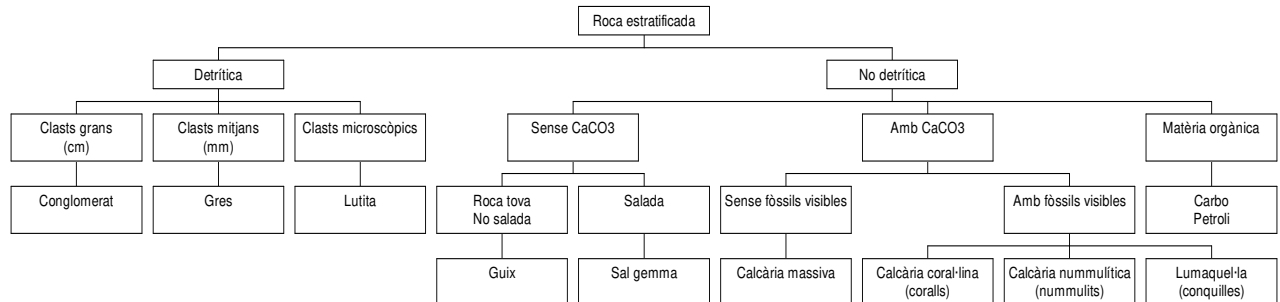 Roca estratificada
Detrítica
No detrítica
Clasts grans
(cm)
Clasts mitjans
(mm)
Clasts microscòpics
Sense CaCO3
Amb CaCO3
Matèria orgànica
Conglomerat
Gres
Lutita
Roca tova
No salada
Salada
Sense fòssils visibles
Amb fòssils visibles
Carbo
Petroli
Guix
Sal gemma
Calcària massiva
Calcària coral·lina
(coralls)
Calcària nummulítica
(nummulits)
Lumaquel·la
(conquilles)